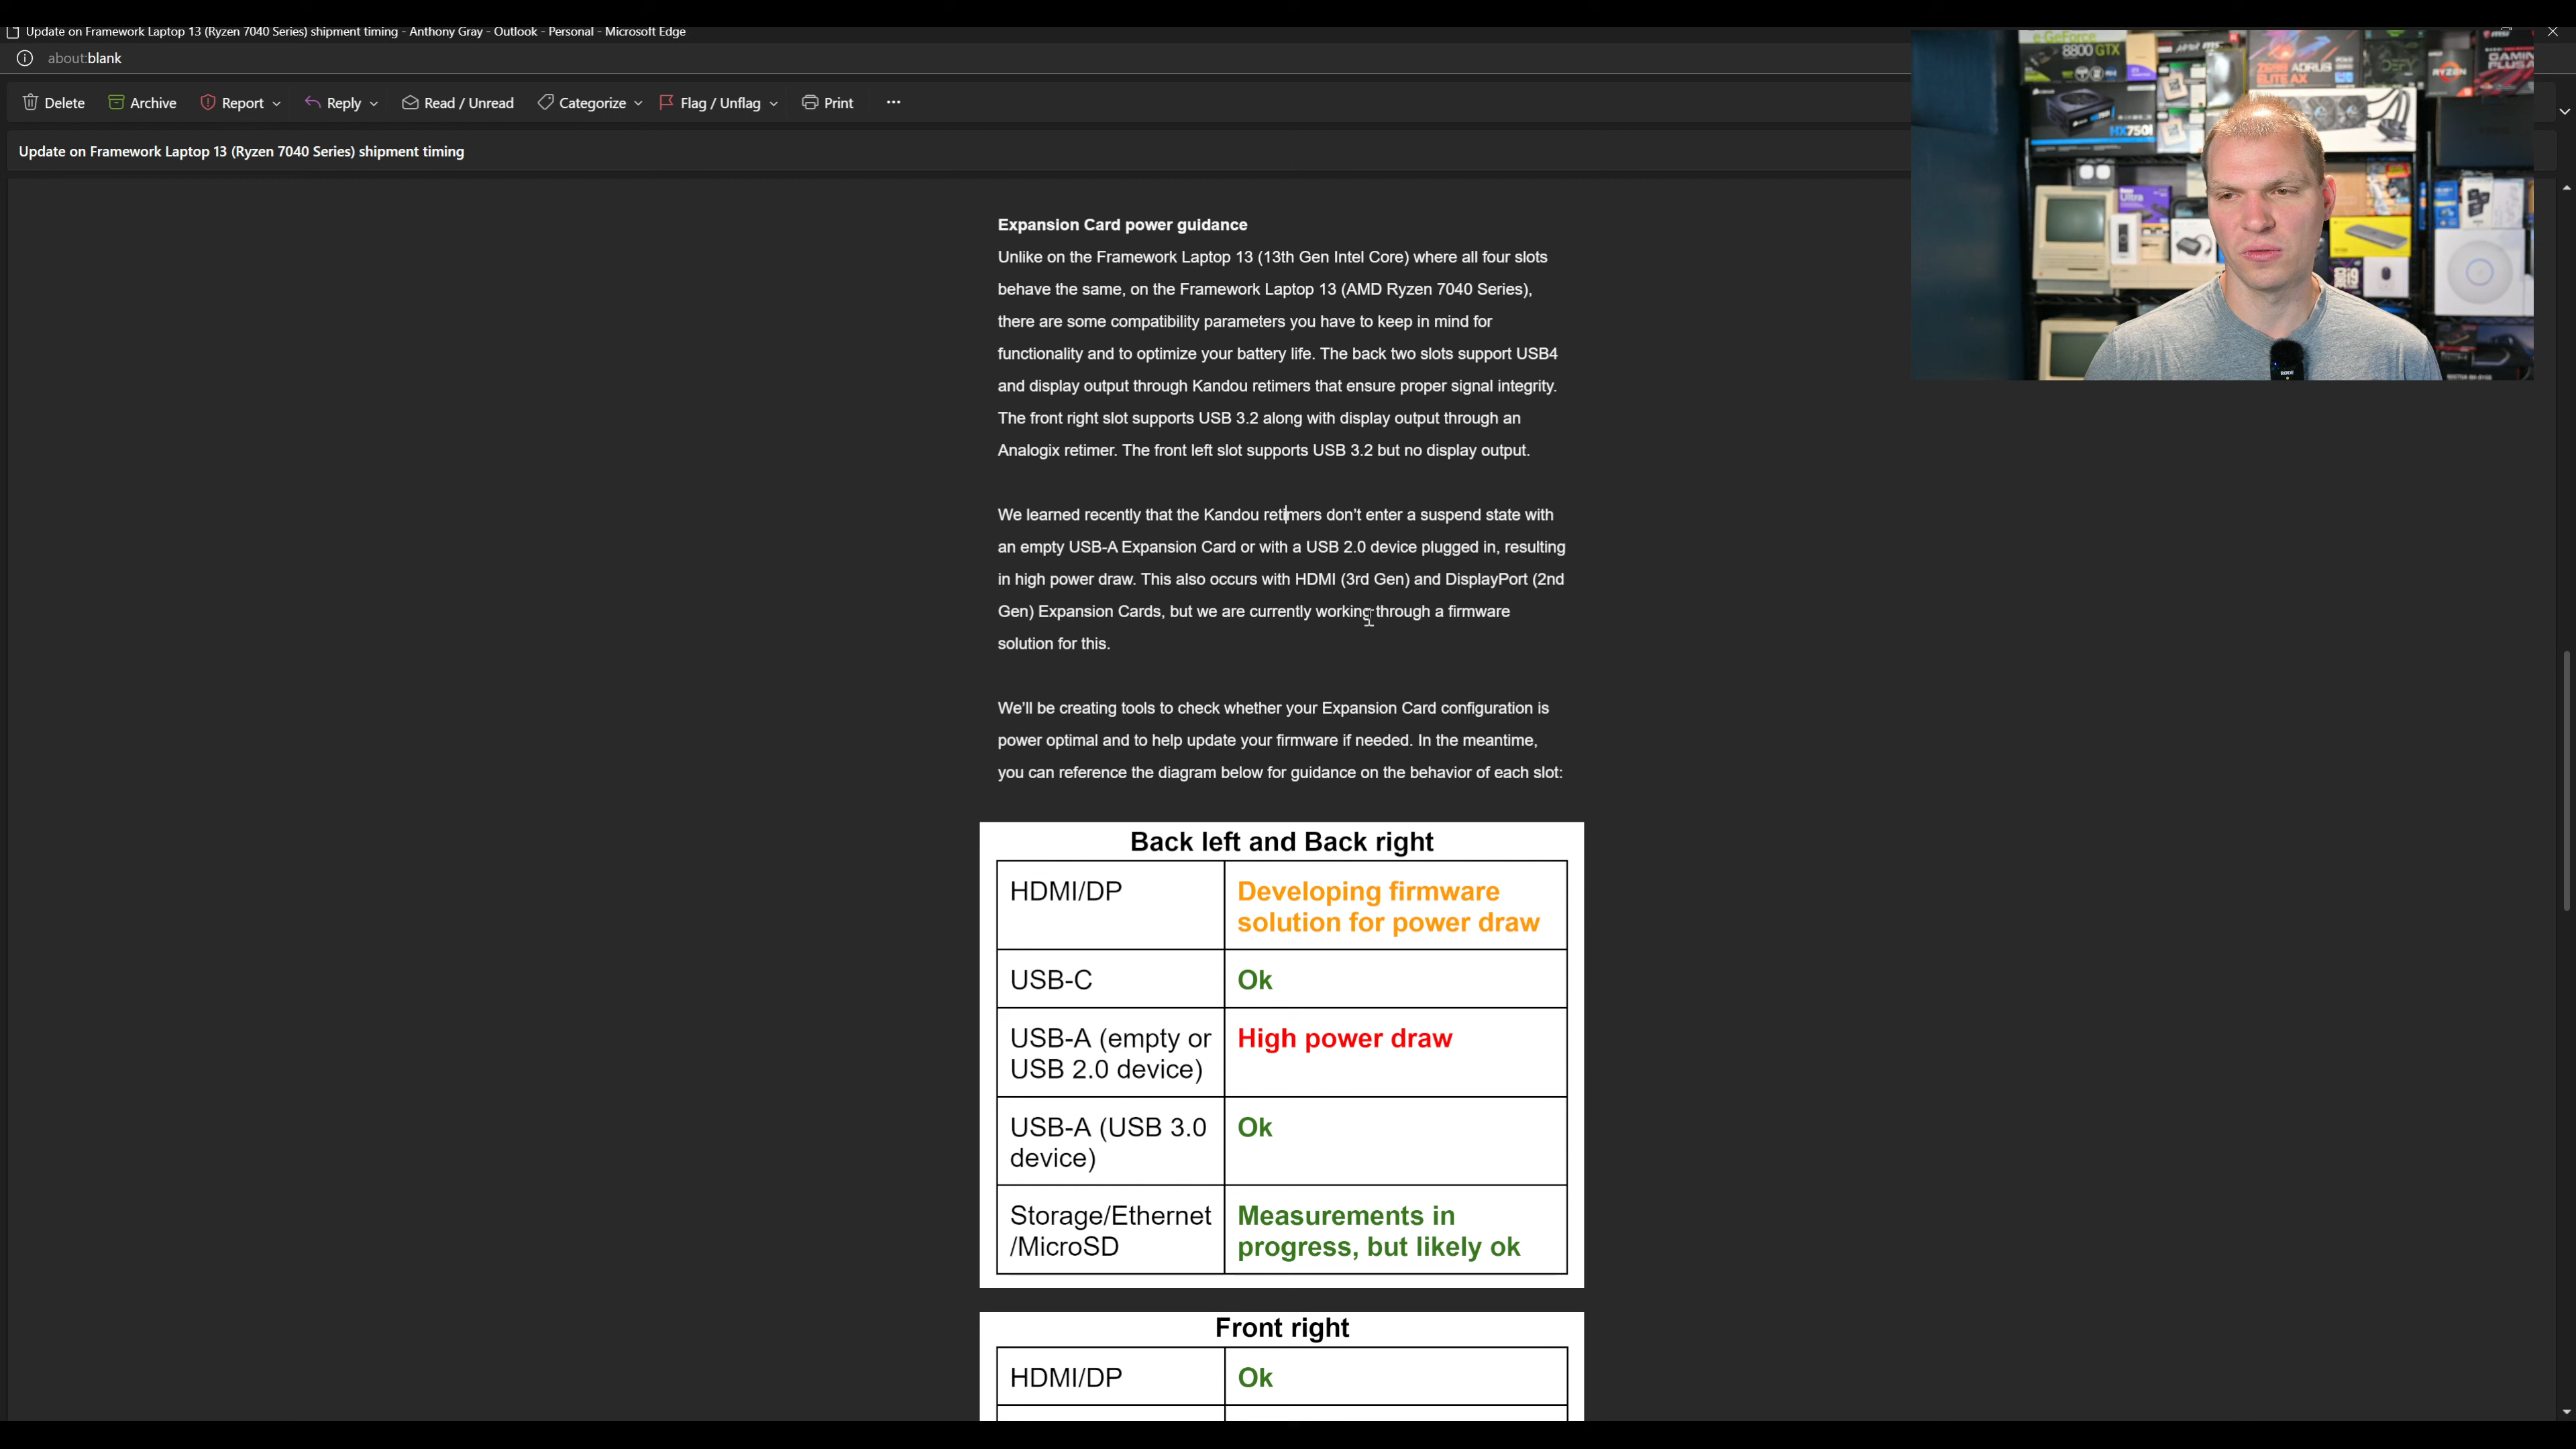 Update on Framework Laptop 13 (Ryzen 7040 Series) shipment timing - Anthony Gray - Outlook - Personal - Microsoft Edge
about:blank
Delete Archive Report Reply Read / Unread Categorize Flag / Unflag Print ...
Update on Framework Laptop 13 (Ryzen 7040 Series) shipment timing
e-GeForce
8800 GTX
Z690 AORUS
ELITE AX
RYZEN
GAMING
PLUS
HX750i
Ultra
RODE
Expansion Card power guidance
Unlike on the Framework Laptop 13 (13th Gen Intel Core) where all four slots
behave the same, on the Framework Laptop 13 (AMD Ryzen 7040 Series),
there are some compatibility parameters you have to keep in mind for
functionality and to optimize your battery life. The back two slots support USB4
and display output through Kandou retimers that ensure proper signal integrity.
The front right slot supports USB 3.2 along with display output through an
Analogix retimer. The front left slot supports USB 3.2 but no display output.
We learned recently that the Kandou retimers don't enter a suspend state with
an empty USB-A Expansion Card or with a USB 2.0 device plugged in, resulting
in high power draw. This also occurs with HDMI (3rd Gen) and DisplayPort (2nd
Gen) Expansion Cards, but we are currently working through a firmware
solution for this.
We'll be creating tools to check whether your Expansion Card configuration is
power optimal and to help update your firmware if needed. In the meantime,
you can reference the diagram below for guidance on the behavior of each slot:
Back left and Back right
HDMI/DP Developing firmware
solution for power draw
USB-C Ok
USB-A (empty or High power draw
USB 2.0 device)
USB-A (USB 3.0 Ok
device)
Storage/Ethernet Measurements in
/MicroSD progress, but likely ok
Front right
HDMI/DP Ok